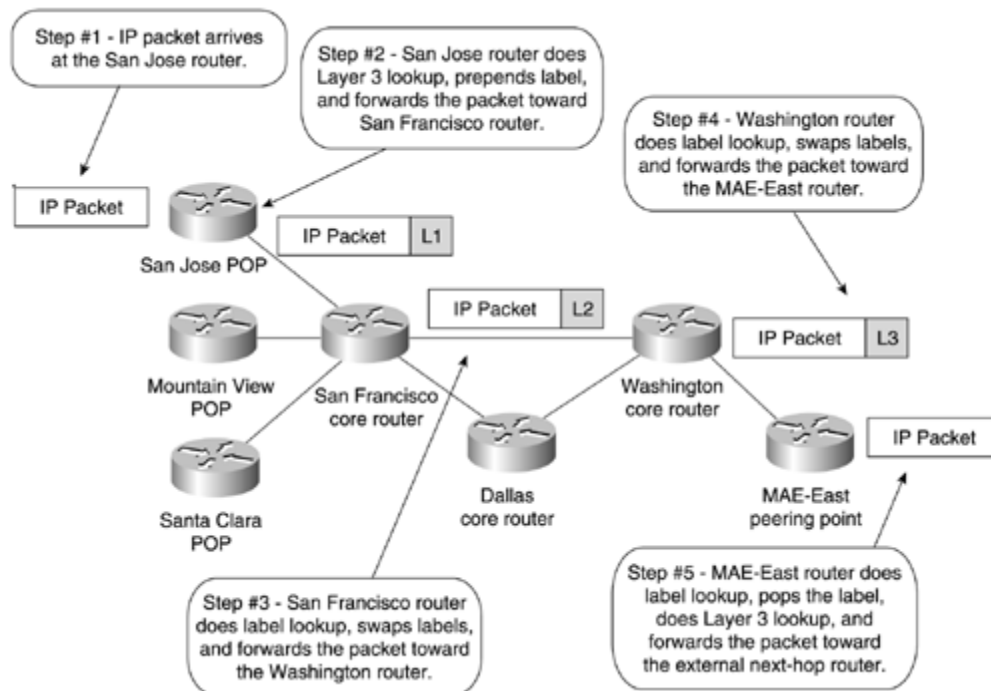 Step #1 - IP packet arrives
at the San Jose router.
Step #2 - San Jose router does
Layer 3 lookup, prepends label,
and forwards the packet toward
San Francisco router.
Step #4 - Washington router
does label lookup, swaps labels,
and forwards the packet toward
the MAE-East router.
IP Packet
IP Packet L1
San Jose POP
IP Packet L2
IP Packet L3
Mountain View
POP
San Francisco
core router
Washington
core router
IP Packet
Santa Clara
POP
Dallas
core router
MAE-East
peering point
Step #3 - San Francisco router
does label lookup, swaps labels,
and forwards the packet toward
the Washington router.
Step #5 - MAE-East router does
label lookup, pops the label,
does Layer 3 lookup, and
forwards the packet toward
the external next-hop router.